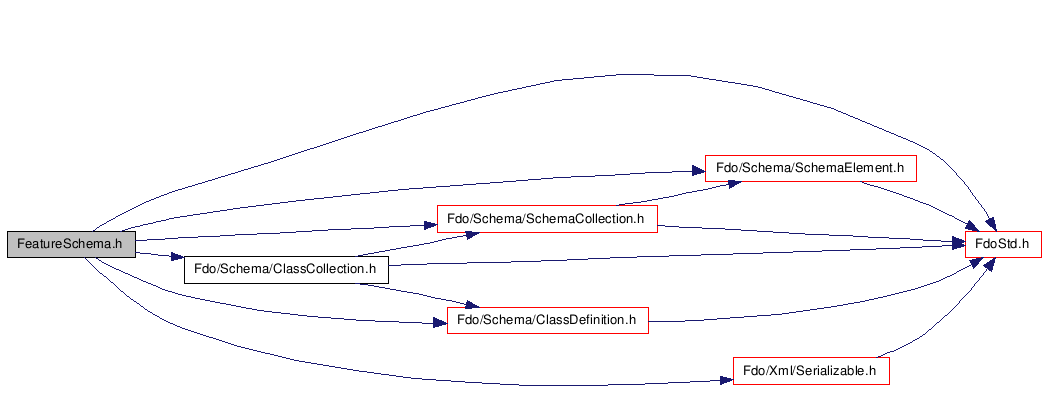 Fdo/Schema/SchemaElement.h
Fdo/Schema/SchemaCollection.h
FeatureSchema.h
FdoStd.h
Fdo/Schema/ClassCollection.h
Fdo/Schema/ClassDefinition.h
Fdo/Xml/Serializable.h